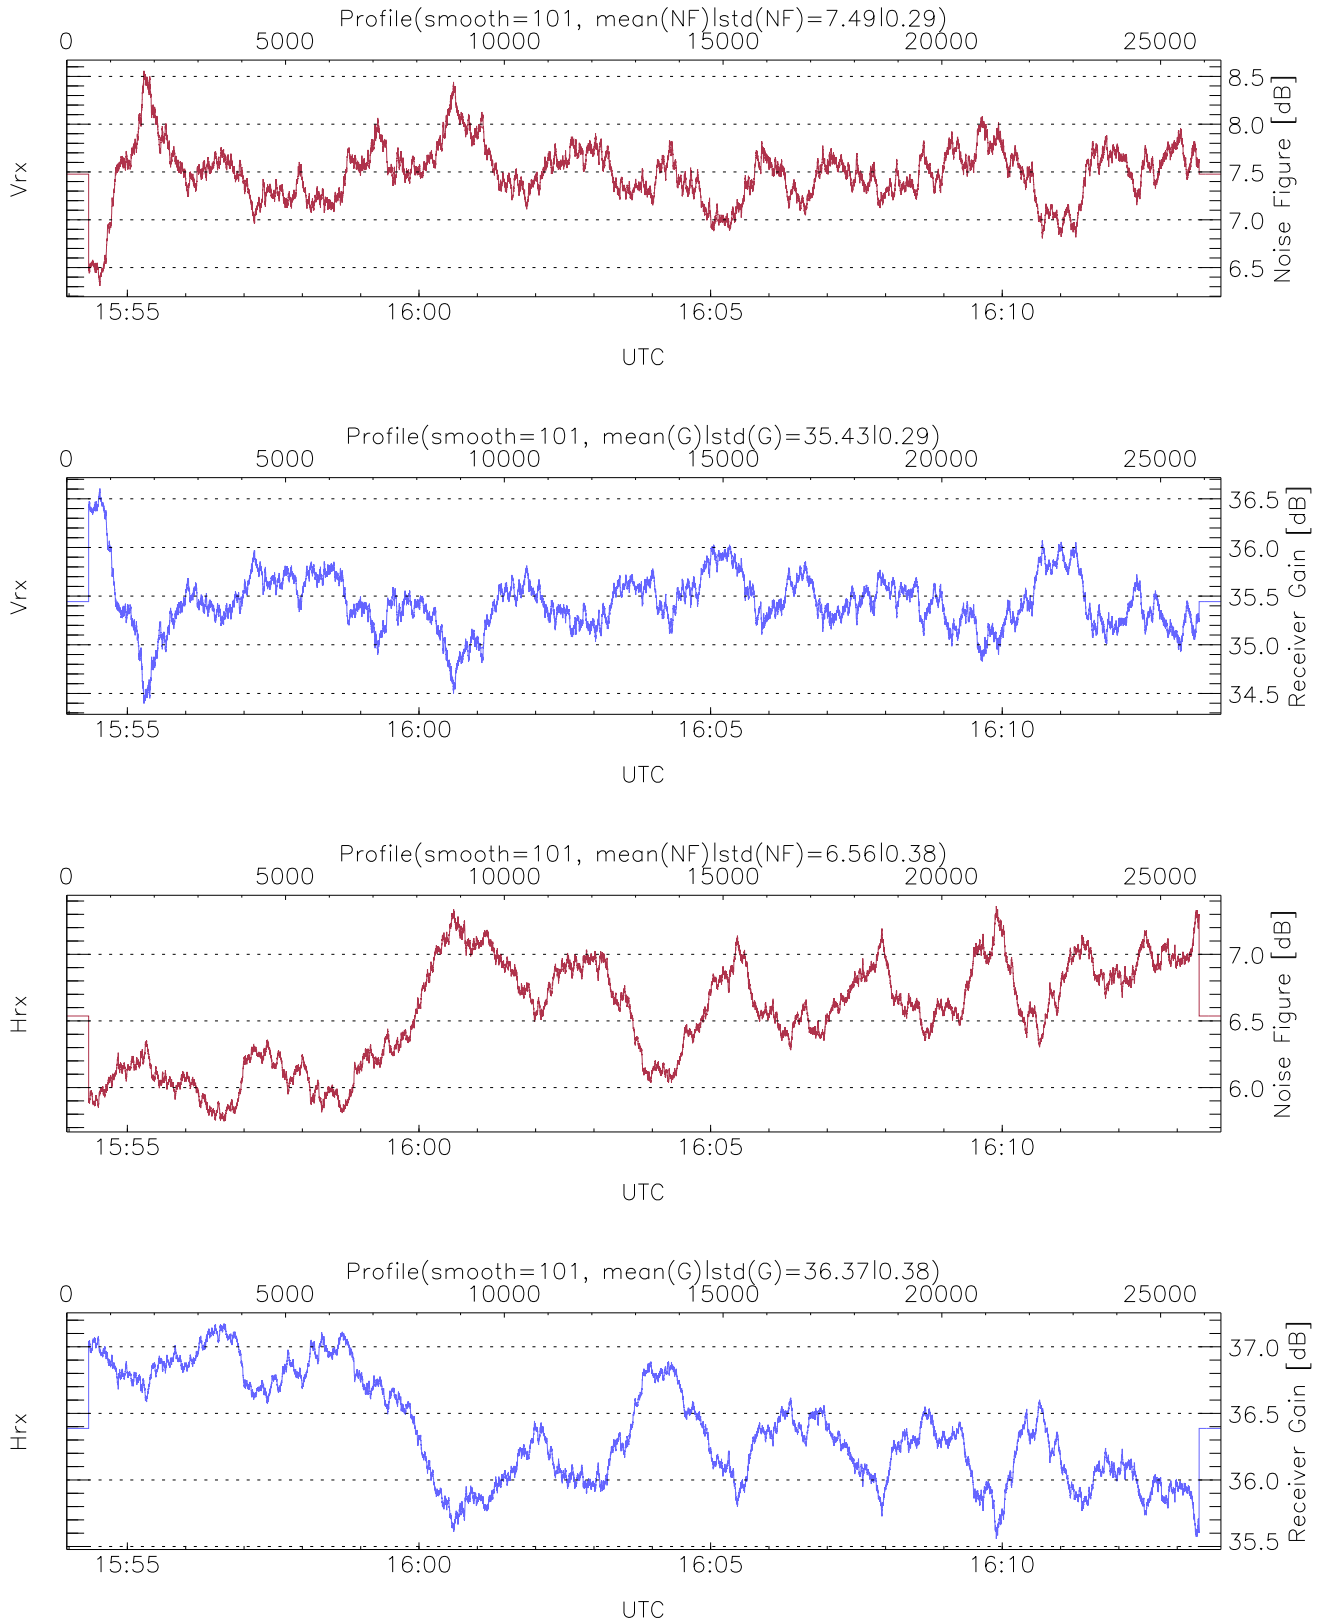 Profile(smooth=101, mean(NF)|std(NF)=7.49|0.29)
0 5000 10000 15000 20000 25000
8.5
8.0
7.5
7.0
6.5
Noise Figure [dB]
Vrx
15:55 16:00 16:05 16:10
UTC
Profile(smooth=101, mean(G)|std(G)=35.43|0.29)
0 5000 10000 15000 20000 25000
36.5
36.0
35.5
35.0
34.5
Receiver Gain [dB]
Vrx
15:55 16:00 16:05 16:10
UTC
Profile(smooth=101, mean(NF)|std(NF)=6.56|0.38)
0 5000 10000 15000 20000 25000
7.0
6.5
6.0
Noise Figure [dB]
Hrx
15:55 16:00 16:05 16:10
UTC
Profile(smooth=101, mean(G)|std(G)=36.37|0.38)
0 5000 10000 15000 20000 25000
37.0
36.5
36.0
35.5
Receiver Gain [dB]
Hrx
15:55 16:00 16:05 16:10
UTC